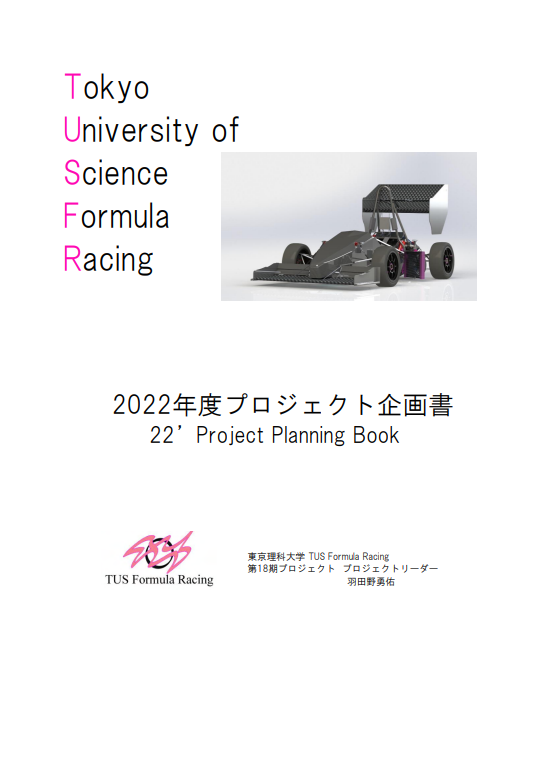 Tokyo
University of
Science
Formula
Racing
2022年度プロジェクト企画書
22’ Project Planning Book
TUS Formula Racing
東京理科大学 TUS Formula Racing
第18期プロジェクト プロジェクトリーダー
羽田野勇佑